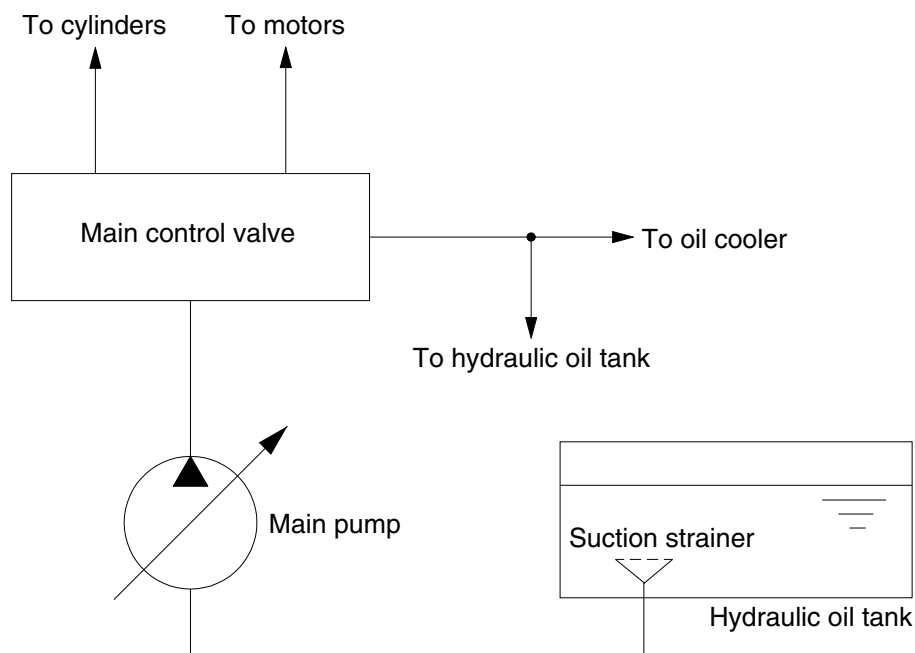 To cylinders
To motors
Main control valve
To oil cooler
To hydraulic oil tank
Main pump
Suction strainer
Hydraulic oil tank